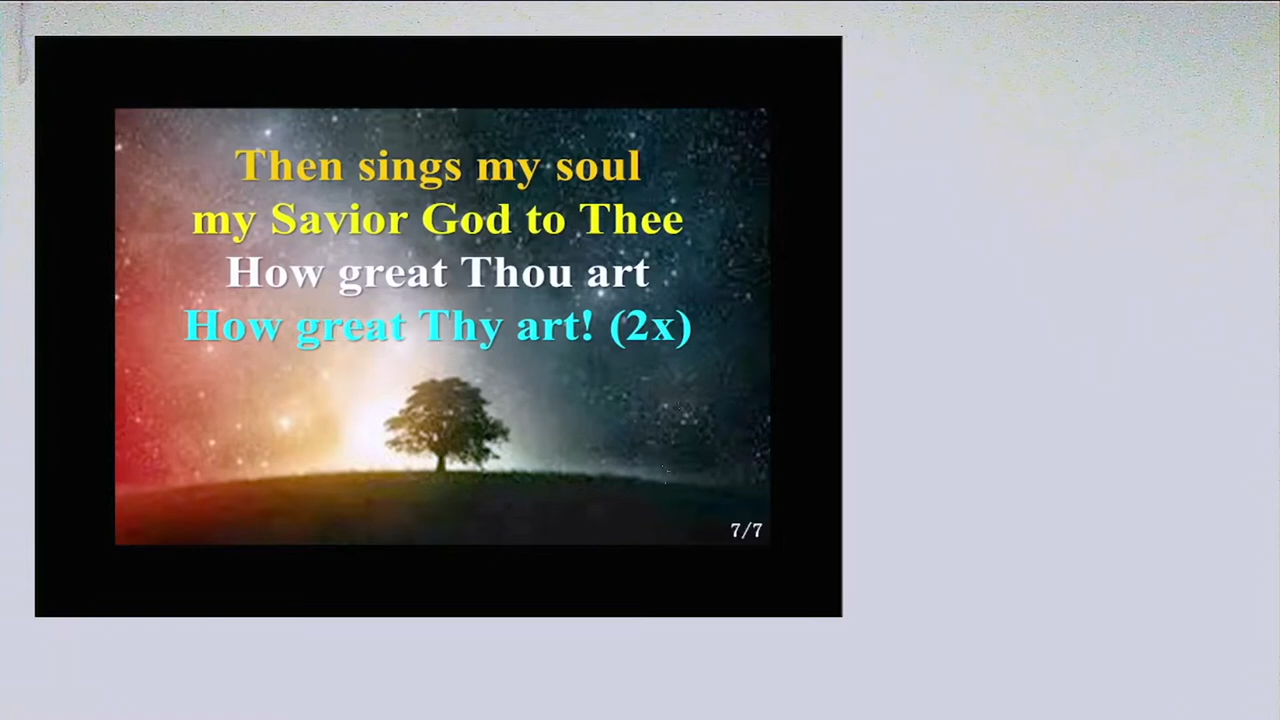 Then sings my soul
my Savior God to Thee
How great Thou art
How great Thy art! (2x)
7/7